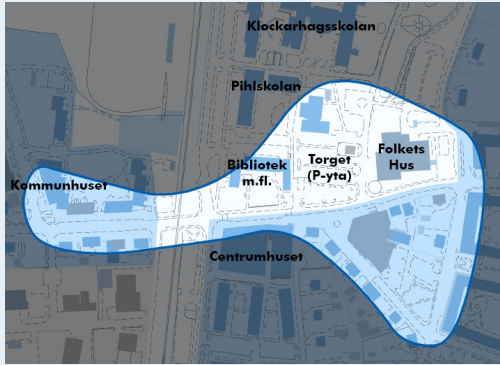 Klockarhagsskolan
Pihlskolan
Bibliotek
m.fl.
Torget
(P-yta)
Folkets
Hus
Kommunhuset
Centrumhuset